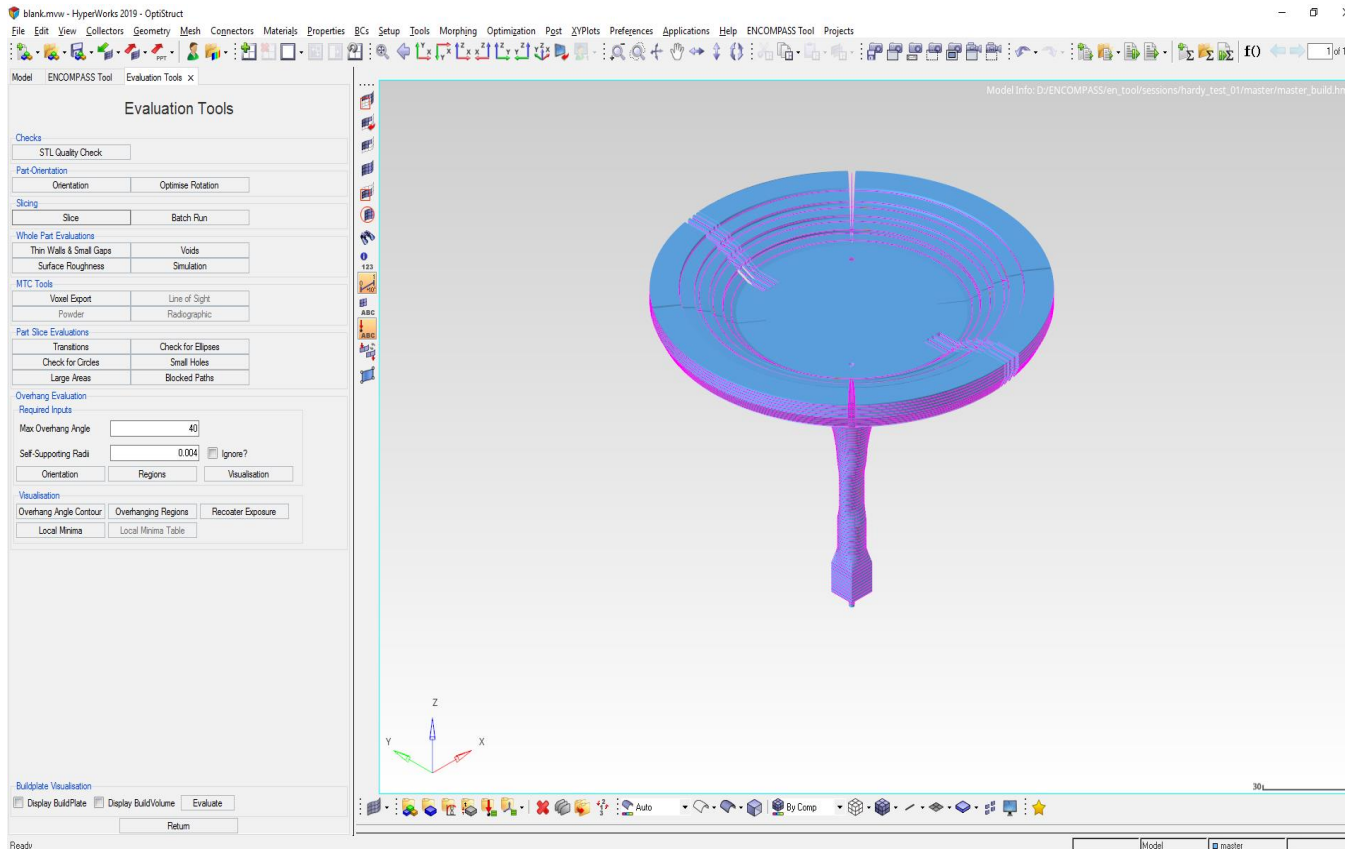 blank.mvw - HyperWorks 2019 - OptiStruct
File Edit View Collectors Geometry Mesh Connectors Materials Properties BCs Setup Tools Morphing Optimization Post XYPlots Preferences Applications Help ENCOMPASS Tool Projects
PPT f() 1 of 1
Model ENCOMPASS Tool Evaluation Tools X
Model Info: D:/ENCOMPASS/en_tool/sessions/hardy_test_01/master/master_build.hm
Evaluation Tools
Checks
STL Quality Check
Part-Orientation
Orientation Optimise Rotation
Slicing
Slice Batch Run
Whole Part Evaluations
Thin Walls & Small Gaps Voids
Surface Roughness Simulation
MTC Tools
Voxel Export Line of Sight
Powder Radiographic
Part Slice Evaluations
Transitions Check for Ellipses
Check for Circles Small Holes
Large Areas Blocked Paths
Overhang Evaluation
Required Inputs
Max Overhang Angle 40
Self-Supporting Radii 0.004 Ignore?
Orientation Regions Visualisation
Visualisation
Overhang Angle Contour Overhanging Regions Recoater Exposure
Local Minima Local Minima Table
123
ABC
ABC
Z
Y X
30
Buildplate Visualisation
Display BuildPlate Display BuildVolume Evaluate
Auto By Comp
Return
Ready Model master